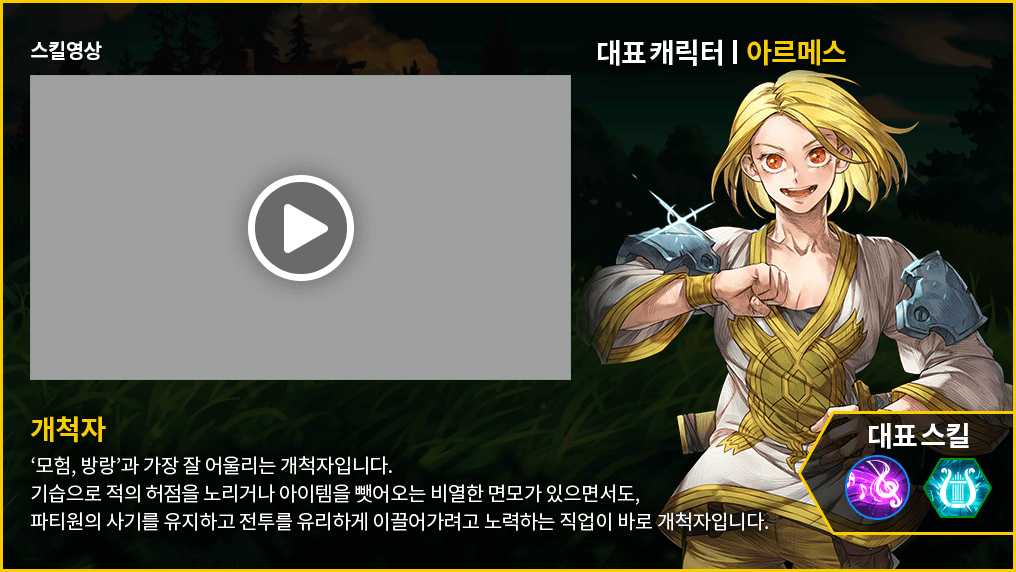 스킬영상
대표 캐릭터 | 아르메스
개척자
‘모험, 방랑’과 가장 잘 어울리는 개척자입니다.
기습으로 적의 허점을 노리거나 아이템을 뺏어오는 비열한 면모가 있으면서도,
파티원의 사기를 유지하고 전투를 유리하게 이끌어가려고 노력하는 직업이 바로 개척자입니다.
대표 스킬